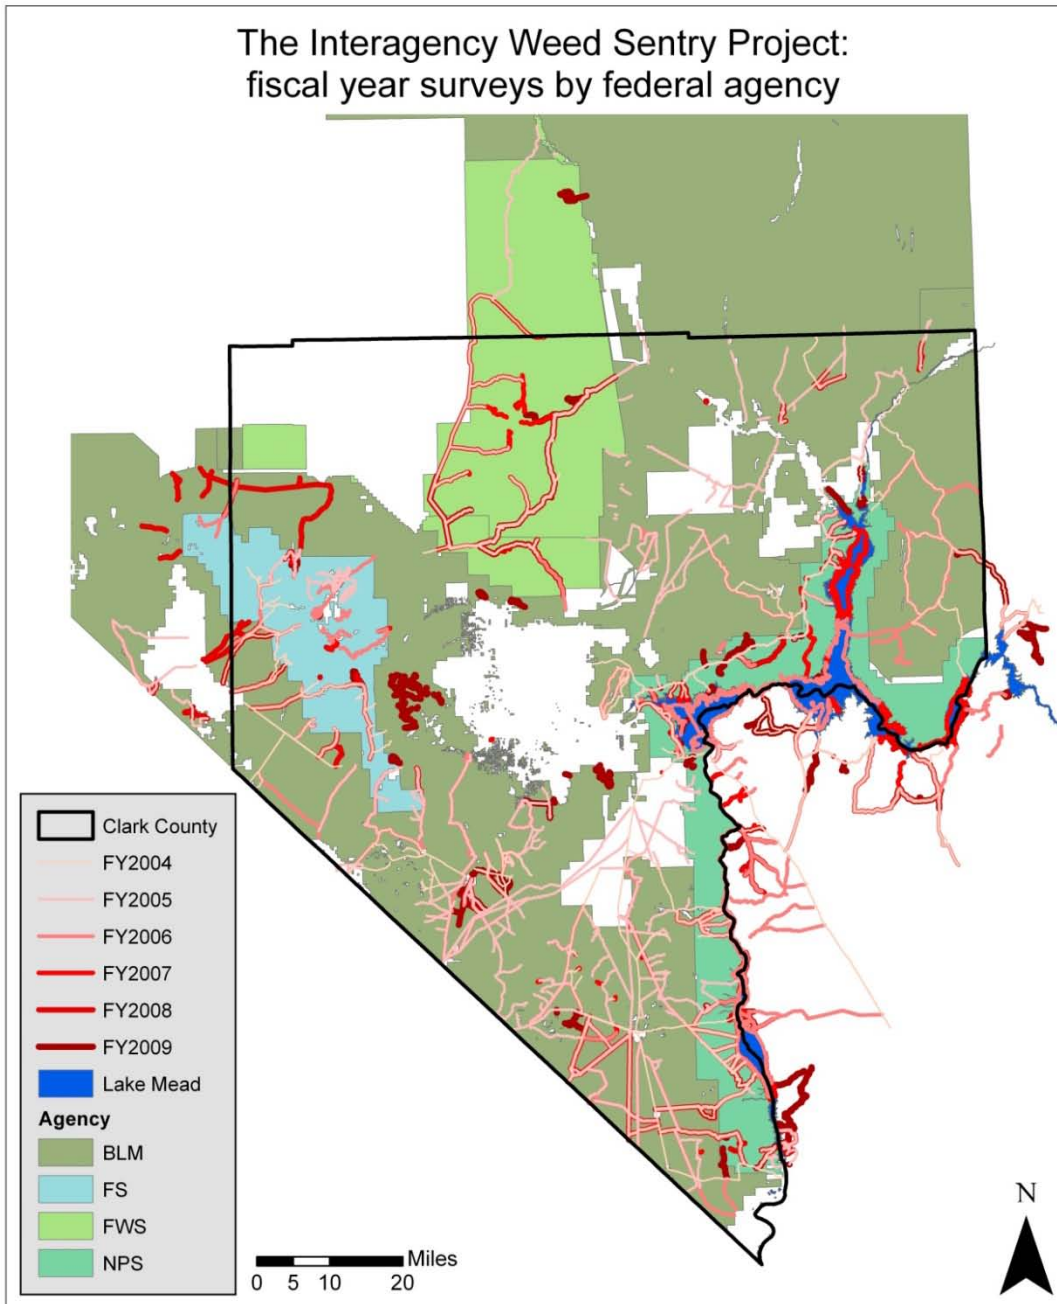 The Interagency Weed Sentry Project:
fiscal year surveys by federal agency
Clark County
FY2004
FY2005
FY2006
FY2007
FY2008
FY2009
Lake Mead
Agency
BLM
FS
FWS
NPS
Miles
0 5 10 20
N